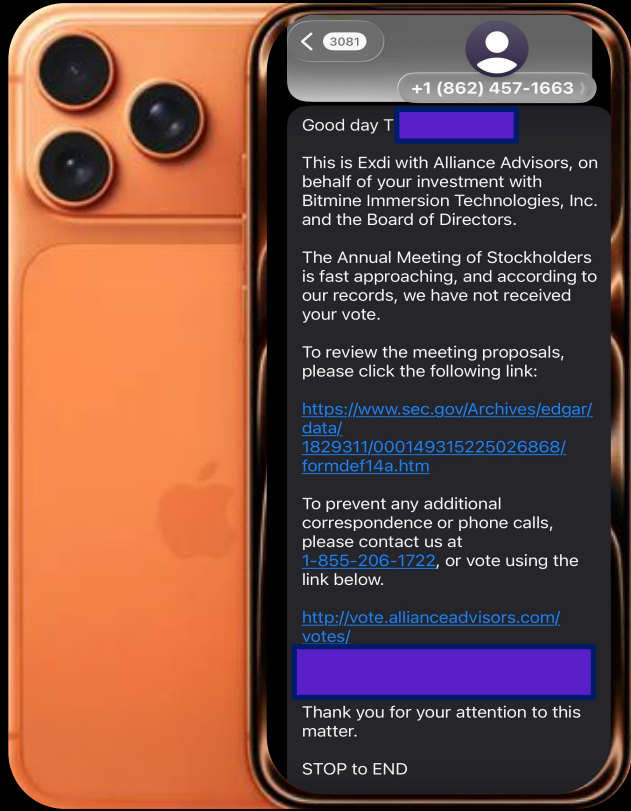 3081
+1 (862) 457-1663
Good day T
This is Exdi with Alliance Advisors, on
behalf of your investment with
Bitmine Immersion Technologies, Inc.
and the Board of Directors.
The Annual Meeting of Stockholders
is fast approaching, and according to
our records, we have not received
your vote.
To review the meeting proposals,
please click the following link:
https://www.sec.gov/Archives/edgar/
data/
1829311/000149315225026868/
formdef14a.htm
To prevent any additional
correspondence or phone calls,
please contact us at
1-855-206-1722, or vote using the
link below.
http://vote.allianceadvisors.com/
votes/
Thank you for your attention to this
matter.
STOP to END